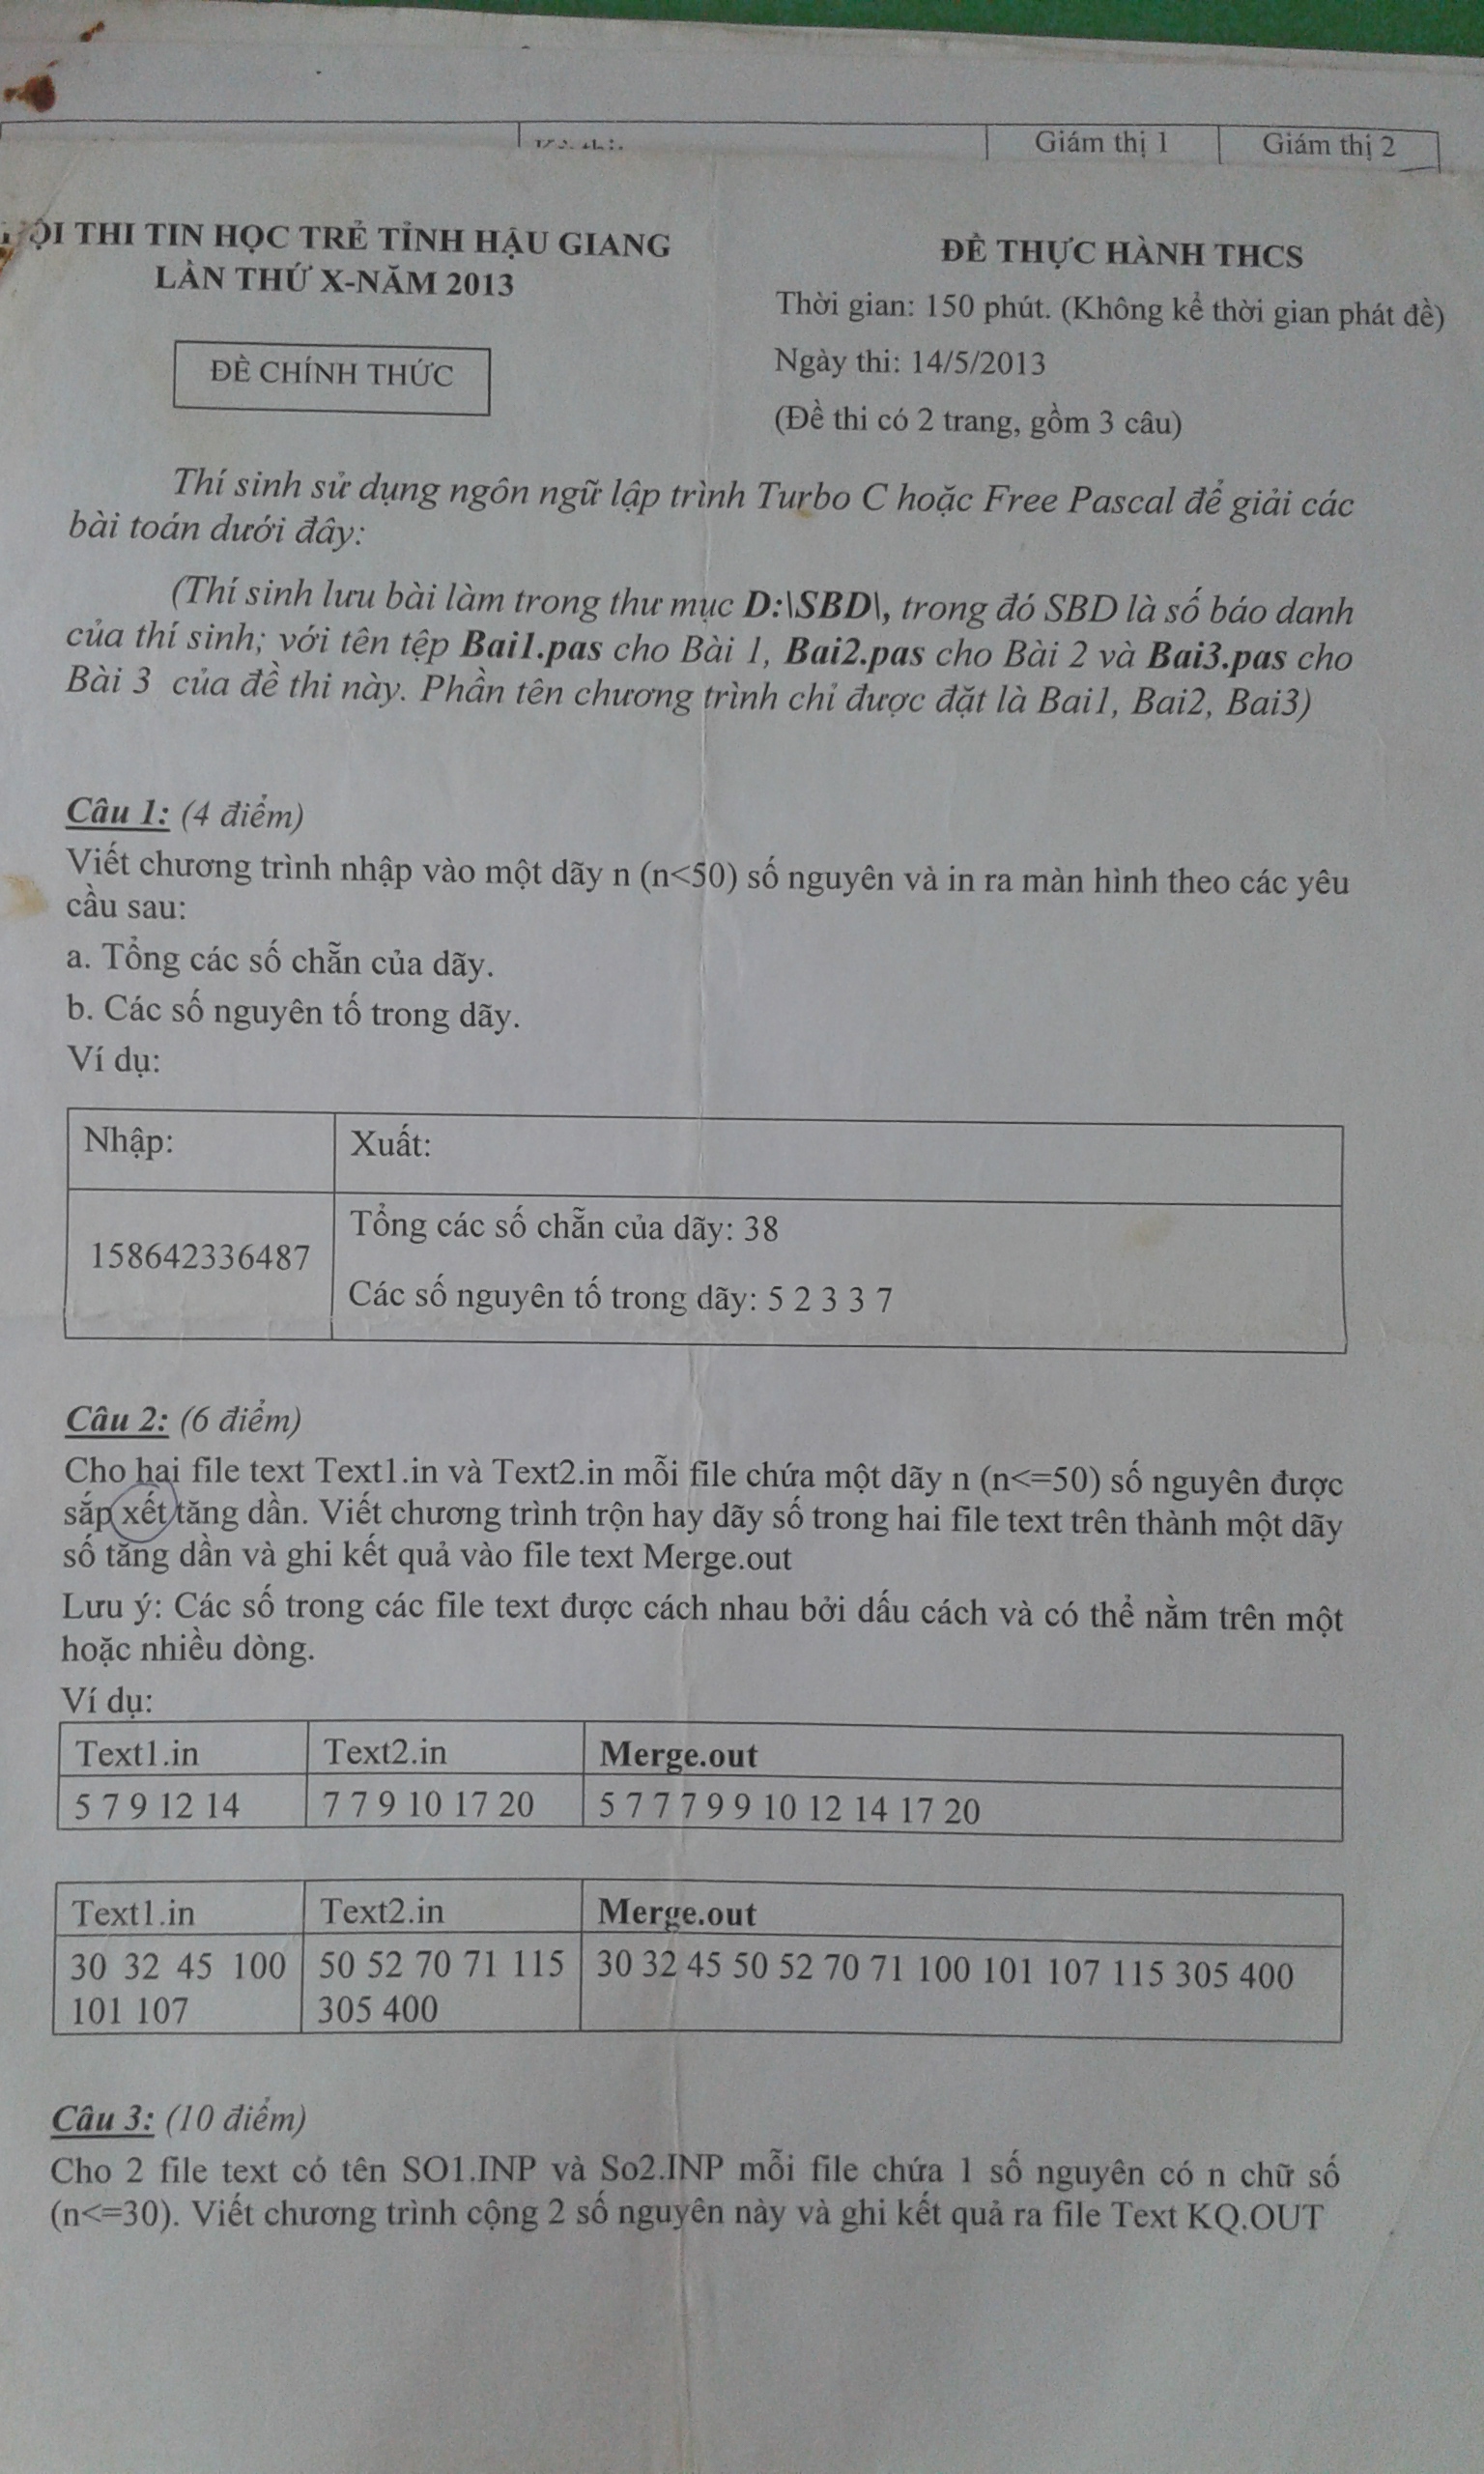 Giám thị 1 Giám thị 2
ỘI THI TIN HỌC TRẺ TỈNH HẬU GIANG
LẦN THỨ X-NĂM 2013
ĐỀ CHÍNH THỨC
ĐỀ THỰC HÀNH THCS
Thời gian: 150 phút. (Không kể thời gian phát đề)
Ngày thi: 14/5/2013
(Đề thi có 2 trang, gồm 3 câu)
Thí sinh sử dụng ngôn ngữ lập trình Turbo C hoặc Free Pascal để giải các
bài toán dưới đây:
(Thí sinh lưu bài làm trong thư mục D:\SBD\, trong đó SBD là số báo danh
của thí sinh; với tên tệp Bai1.pas cho Bài 1, Bai2.pas cho Bài 2 và Bai3.pas cho
Bài 3 của đề thi này. Phần tên chương trình chỉ được đặt là Bai1, Bai2, Bai3)
Câu 1: (4 điểm)
Viết chương trình nhập vào một dãy n (n<50) số nguyên và in ra màn hình theo các yêu
cầu sau:
a. Tổng các số chẵn của dãy.
b. Các số nguyên tố trong dãy.
Ví dụ:
Nhập: Xuất:
158642336487
Tổng các số chẵn của dãy: 38
Các số nguyên tố trong dãy: 5 2 3 3 7
Câu 2: (6 điểm)
Cho hai file text Text1.in và Text2.in mỗi file chứa một dãy n (n<=50) số nguyên được
sắp xết tăng dần. Viết chương trình trộn hay dãy số trong hai file text trên thành một dãy
số tăng dần và ghi kết quả vào file text Merge.out
Lưu ý: Các số trong các file text được cách nhau bởi dấu cách và có thể nằm trên một
hoặc nhiều dòng.
Ví dụ:
Text1.in Text2.in Merge.out
5 7 9 12 14 7 7 9 10 17 20 5 7 7 7 9 9 10 12 14 17 20
Text1.in Text2.in Merge.out
30 32 45 100 50 52 70 71 115 30 32 45 50 52 70 71 100 101 107 115 305 400
101 107 305 400
Câu 3: (10 điểm)
Cho 2 file text có tên SO1.INP và So2.INP mỗi file chứa 1 số nguyên có n chữ số
(n<=30). Viết chương trình cộng 2 số nguyên này và ghi kết quả ra file Text KQ.OUT